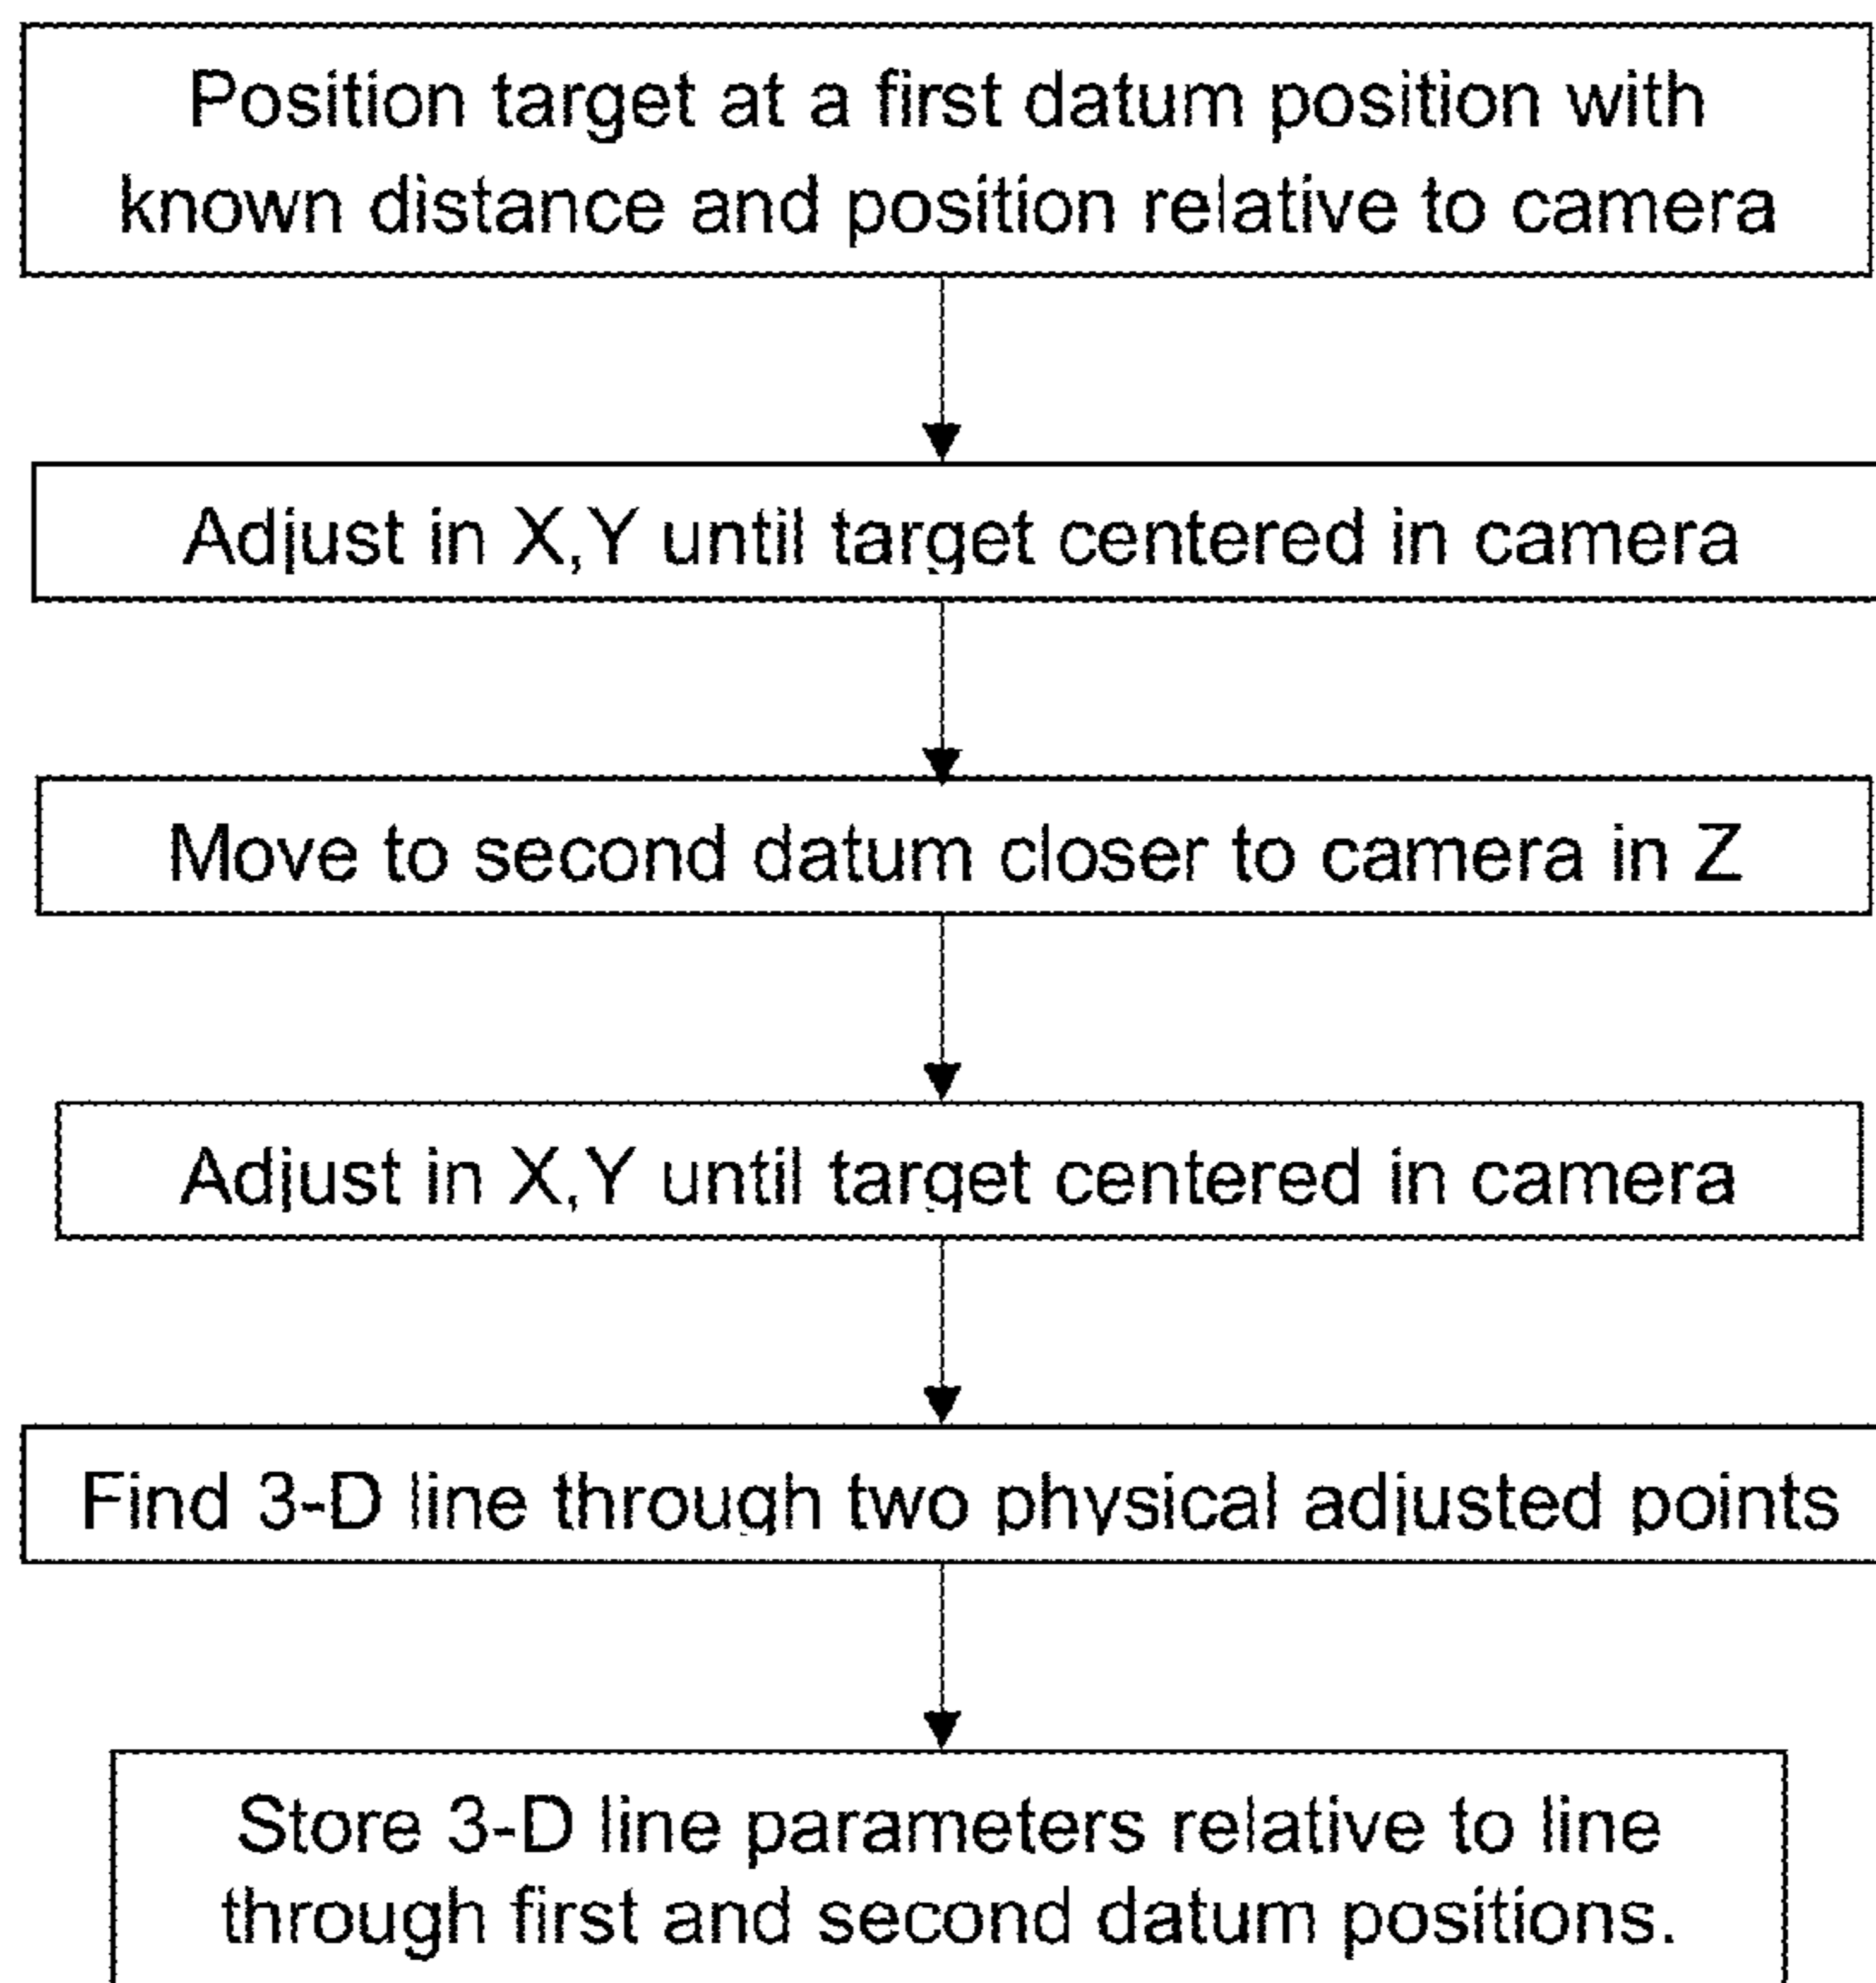 Position target at a first datum position with
known distance and position relative to camera
Adjust in X,Y until target centered in camera
Move to second datum closer to camera in Z
Adjust in X,Y until target centered in camera
Find 3-D line through two physical adjusted points
Store 3-D line parameters relative to line
through first and second datum positions.